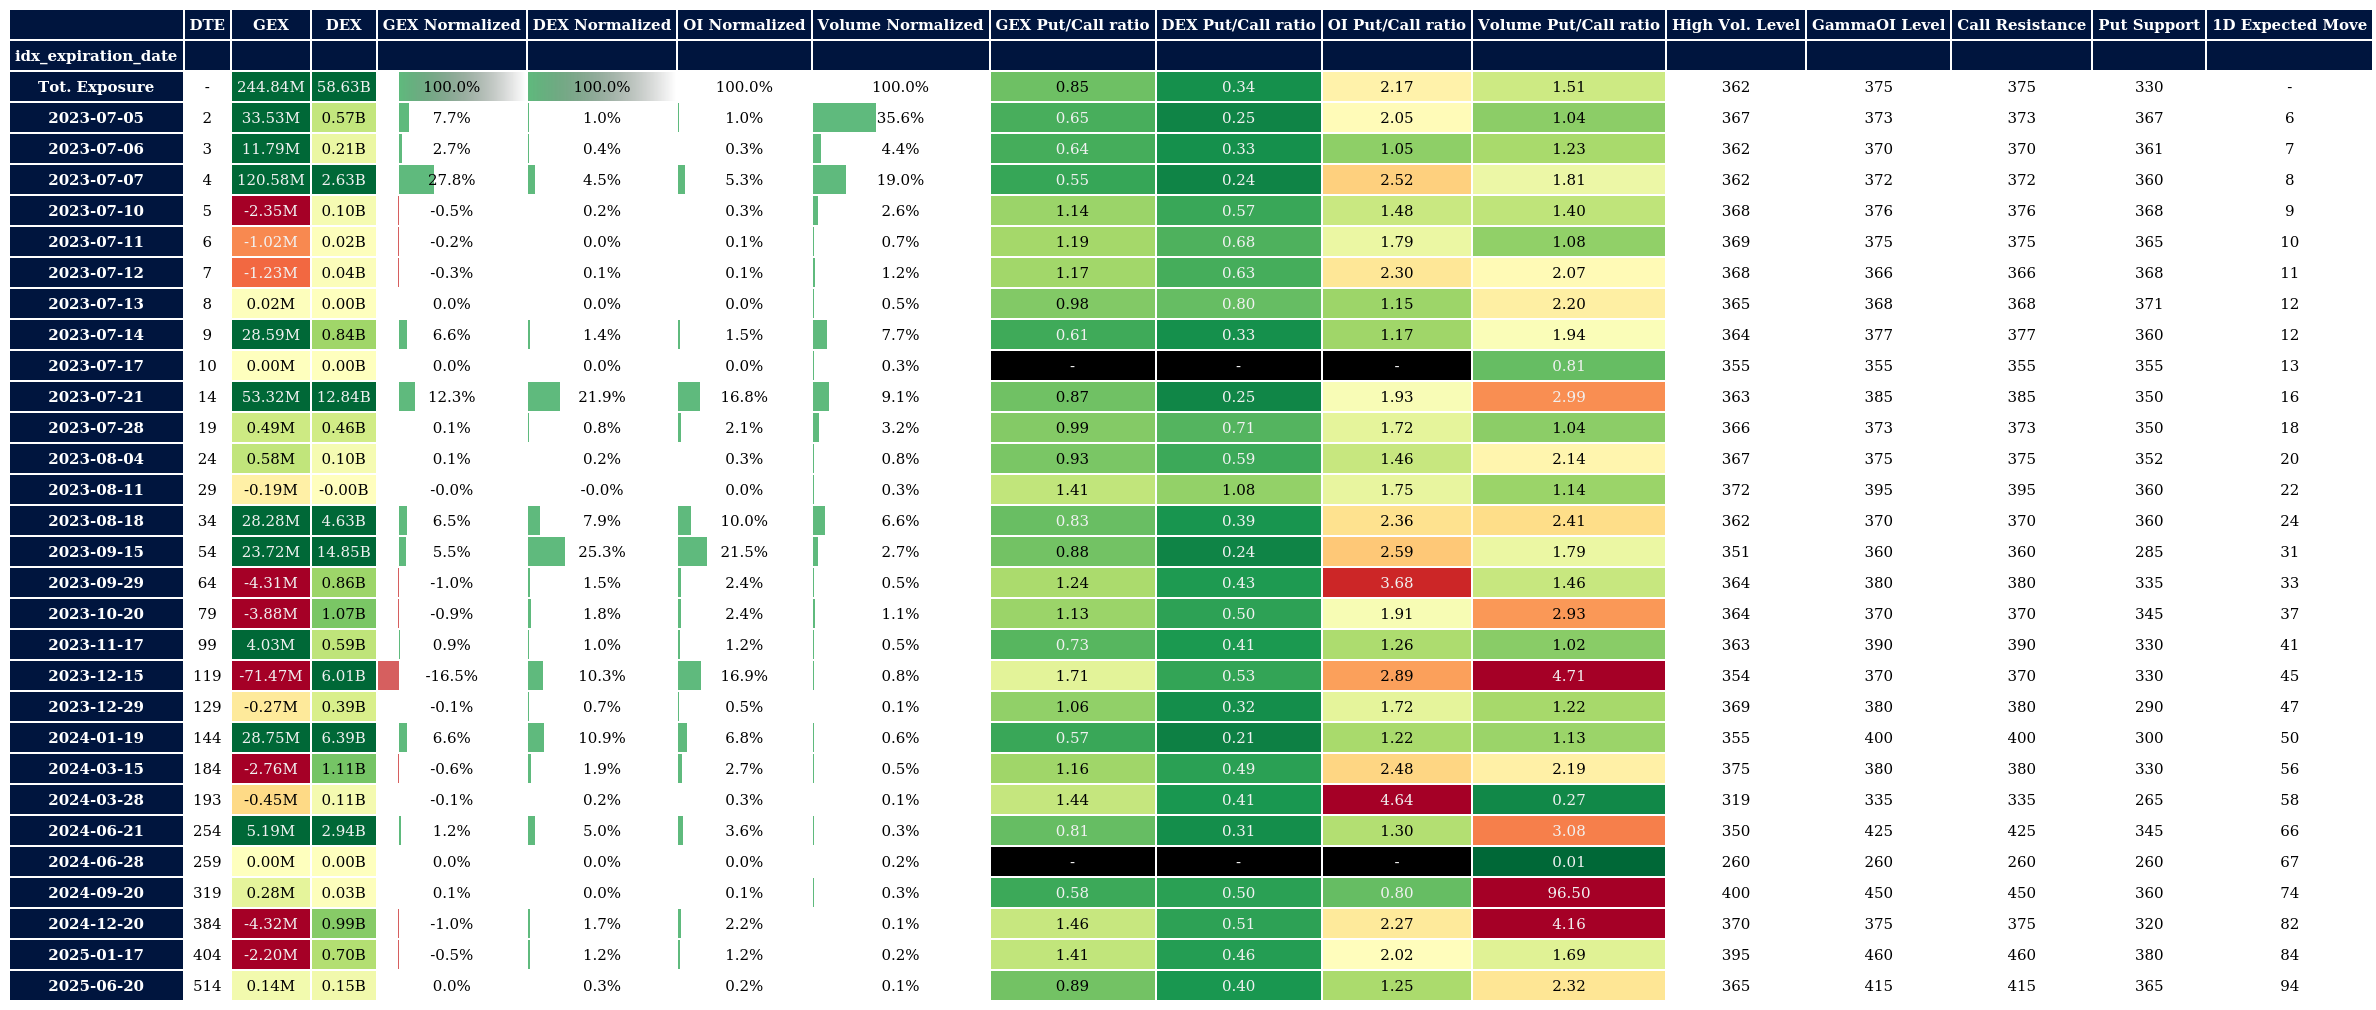 DTE GEX DEX GEX Normalized DEX Normalized OI Normalized Volume Normalized GEX Put/Call ratio DEX Put/Call ratio OI Put/Call ratio Volume Put/Call ratio High Vol. Level GammaOI Level Call Resistance Put Support 1D Expected Move
idx_expiration_date
Tot. Exposure - 244.84M 58.63B 100.0% 100.0% 100.0% 100.0% 0.85 0.34 2.17 1.51 362 375 375 330 -
2023-07-05 2 33.53M 0.57B 7.7% 1.0% 1.0% 35.6% 0.65 0.25 2.05 1.04 367 373 373 367 6
2023-07-06 3 11.79M 0.21B 2.7% 0.4% 0.3% 4.4% 0.64 0.33 1.05 1.23 362 370 370 361 7
2023-07-07 4 120.58M 2.63B 27.8% 4.5% 5.3% 19.0% 0.55 0.24 2.52 1.81 362 372 372 360 8
2023-07-10 5 -2.35M 0.10B -0.5% 0.2% 0.3% 2.6% 1.14 0.57 1.48 1.40 368 376 376 368 9
2023-07-11 6 -1.02M 0.02B -0.2% 0.0% 0.1% 0.7% 1.19 0.68 1.79 1.08 369 375 375 365 10
2023-07-12 7 -1.23M 0.04B -0.3% 0.1% 0.1% 1.2% 1.17 0.63 2.30 2.07 368 366 366 368 11
2023-07-13 8 0.02M 0.00B 0.0% 0.0% 0.0% 0.5% 0.98 0.80 1.15 2.20 365 368 368 371 12
2023-07-14 9 28.59M 0.84B 6.6% 1.4% 1.5% 7.7% 0.61 0.33 1.17 1.94 364 377 377 360 12
2023-07-17 10 0.00M 0.00B 0.0% 0.0% 0.0% 0.3% - - - 0.81 355 355 355 355 13
2023-07-21 14 53.32M 12.84B 12.3% 21.9% 16.8% 9.1% 0.87 0.25 1.93 2.99 363 385 385 350 16
2023-07-28 19 0.49M 0.46B 0.1% 0.8% 2.1% 3.2% 0.99 0.71 1.72 1.04 366 373 373 350 18
2023-08-04 24 0.58M 0.10B 0.1% 0.2% 0.3% 0.8% 0.93 0.59 1.46 2.14 367 375 375 352 20
2023-08-11 29 -0.19M -0.00B -0.0% -0.0% 0.0% 0.3% 1.41 1.08 1.75 1.14 372 395 395 360 22
2023-08-18 34 28.28M 4.63B 6.5% 7.9% 10.0% 6.6% 0.83 0.39 2.36 2.41 362 370 370 360 24
2023-09-15 54 23.72M 14.85B 5.5% 25.3% 21.5% 2.7% 0.88 0.24 2.59 1.79 351 360 360 285 31
2023-09-29 64 -4.31M 0.86B -1.0% 1.5% 2.4% 0.5% 1.24 0.43 3.68 1.46 364 380 380 335 33
2023-10-20 79 -3.88M 1.07B -0.9% 1.8% 2.4% 1.1% 1.13 0.50 1.91 2.93 364 370 370 345 37
2023-11-17 99 4.03M 0.59B 0.9% 1.0% 1.2% 0.5% 0.73 0.41 1.26 1.02 363 390 390 330 41
2023-12-15 119 -71.47M 6.01B -16.5% 10.3% 16.9% 0.8% 1.71 0.53 2.89 4.71 354 370 370 330 45
2023-12-29 129 -0.27M 0.39B -0.1% 0.7% 0.5% 0.1% 1.06 0.32 1.72 1.22 369 380 380 290 47
2024-01-19 144 28.75M 6.39B 6.6% 10.9% 6.8% 0.6% 0.57 0.21 1.22 1.13 355 400 400 300 50
2024-03-15 184 -2.76M 1.11B -0.6% 1.9% 2.7% 0.5% 1.16 0.49 2.48 2.19 375 380 380 330 56
2024-03-28 193 -0.45M 0.11B -0.1% 0.2% 0.3% 0.1% 1.44 0.41 4.64 0.27 319 335 335 265 58
2024-06-21 254 5.19M 2.94B 1.2% 5.0% 3.6% 0.3% 0.81 0.31 1.30 3.08 350 425 425 345 66
2024-06-28 259 0.00M 0.00B 0.0% 0.0% 0.0% 0.2% - - - 0.01 260 260 260 260 67
2024-09-20 319 0.28M 0.03B 0.1% 0.0% 0.1% 0.3% 0.58 0.50 0.80 96.50 400 450 450 360 74
2024-12-20 384 -4.32M 0.99B -1.0% 1.7% 2.2% 0.1% 1.46 0.51 2.27 4.16 370 375 375 320 82
2025-01-17 404 -2.20M 0.70B -0.5% 1.2% 1.2% 0.2% 1.41 0.46 2.02 1.69 395 460 460 380 84
2025-06-20 514 0.14M 0.15B 0.0% 0.3% 0.2% 0.1% 0.89 0.40 1.25 2.32 365 415 415 365 94